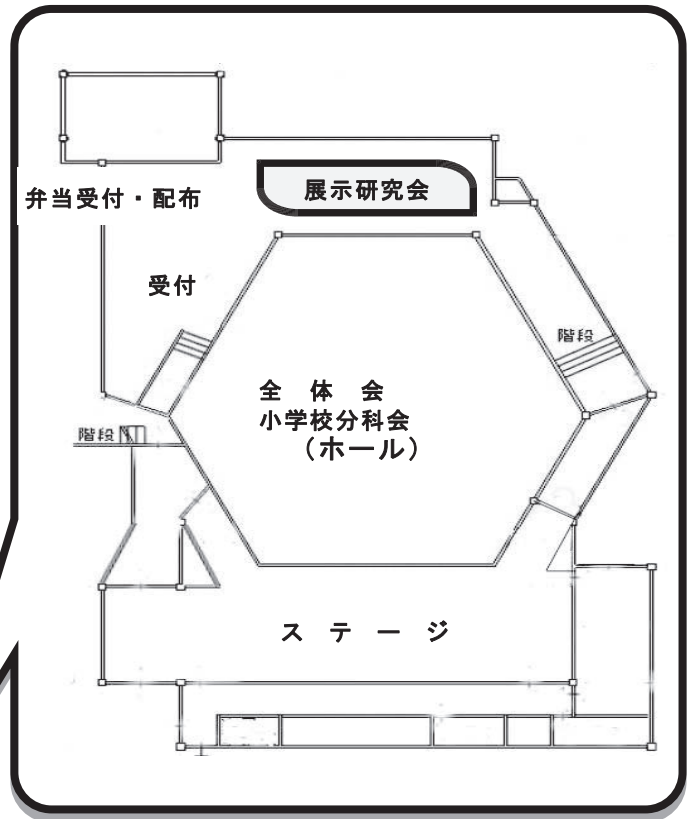 弁当受付・配布
展示研究会
受付
階段
全 体 会
小学校分科会
(ホール)
階段
ス テ ー ジ